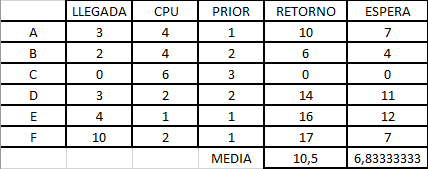 LLEGADA CPU PRIOR RETORNO ESPERA
A 3 4 1 10 7
B 2 4 2 6 4
C 0 6 3 0 0
D 3 2 2 14 11
E 4 1 1 16 12
F 10 2 1 17 7
MEDIA 10,5 6,83333333